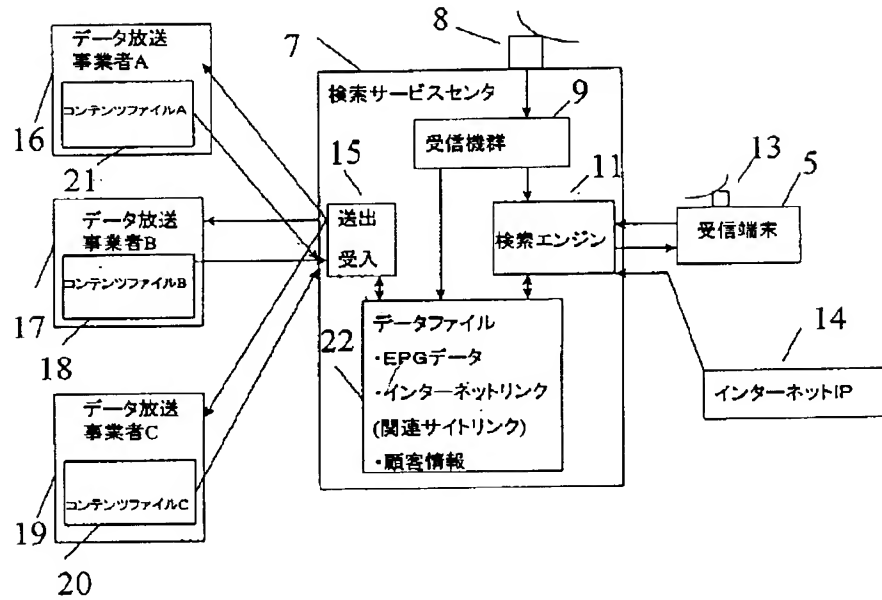 データ放送
事業者A
コンテンツファイルA
16
21
データ放送
事業者B
コンテンツファイルB
17
18
データ放送
事業者C
コンテンツファイルC
19
20
7
8
検索サービスセンタ
9
受信機群
15
送出
受入
11
検索エンジン
22
データファイル
・EPGデータ
・インターネットリンク
(関連サイトリンク)
・顧客情報
13
5
受信端末
14
インターネットIP